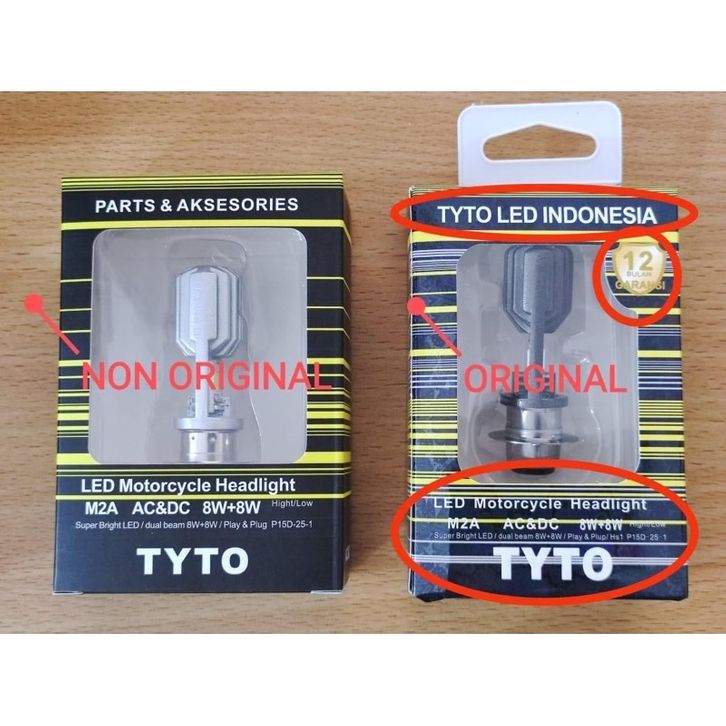 PARTS & AKSESORIES
NON ORIGINAL
LED Motorcycle Headlight
M2A AC&DC 8W+8W Hight/Low
Super Bright LED / dual beam 8W+8W / Play & Plug P15D-25-1
TYTO
TYTO LED INDONESIA
12
BULAN
GARANSI
ORIGINAL
LED Motorcycle Headlight
M2A AC&DC 8W+8W Hight/Low
Super Bright LED / dual beam 8W+8W / Play & Plup/ Hs1 P15D-25-1
TYTO